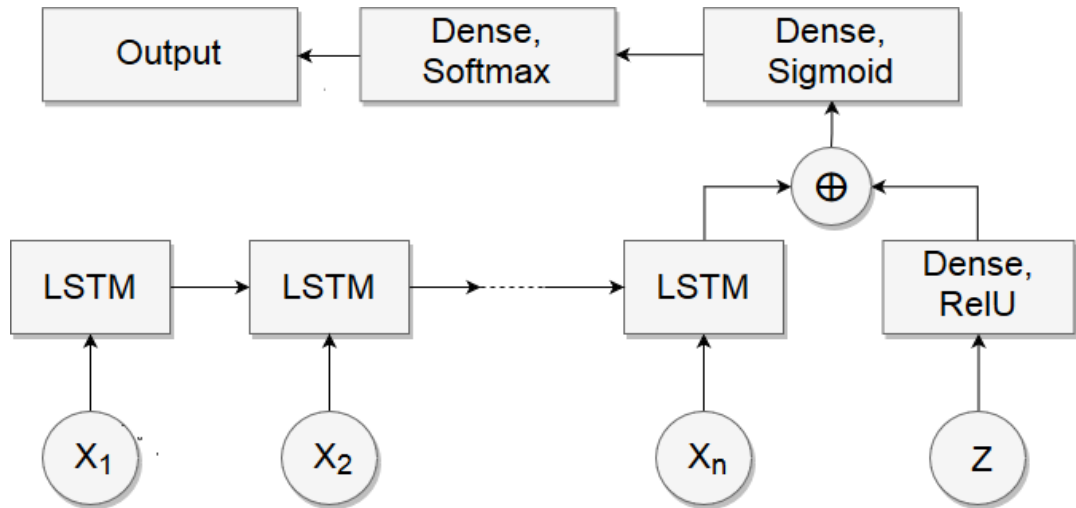 Output
Dense,
Softmax
Dense,
Sigmoid
⊕
LSTM
LSTM
LSTM
Dense,
RelU
X₁
X₂
Xₙ
Z